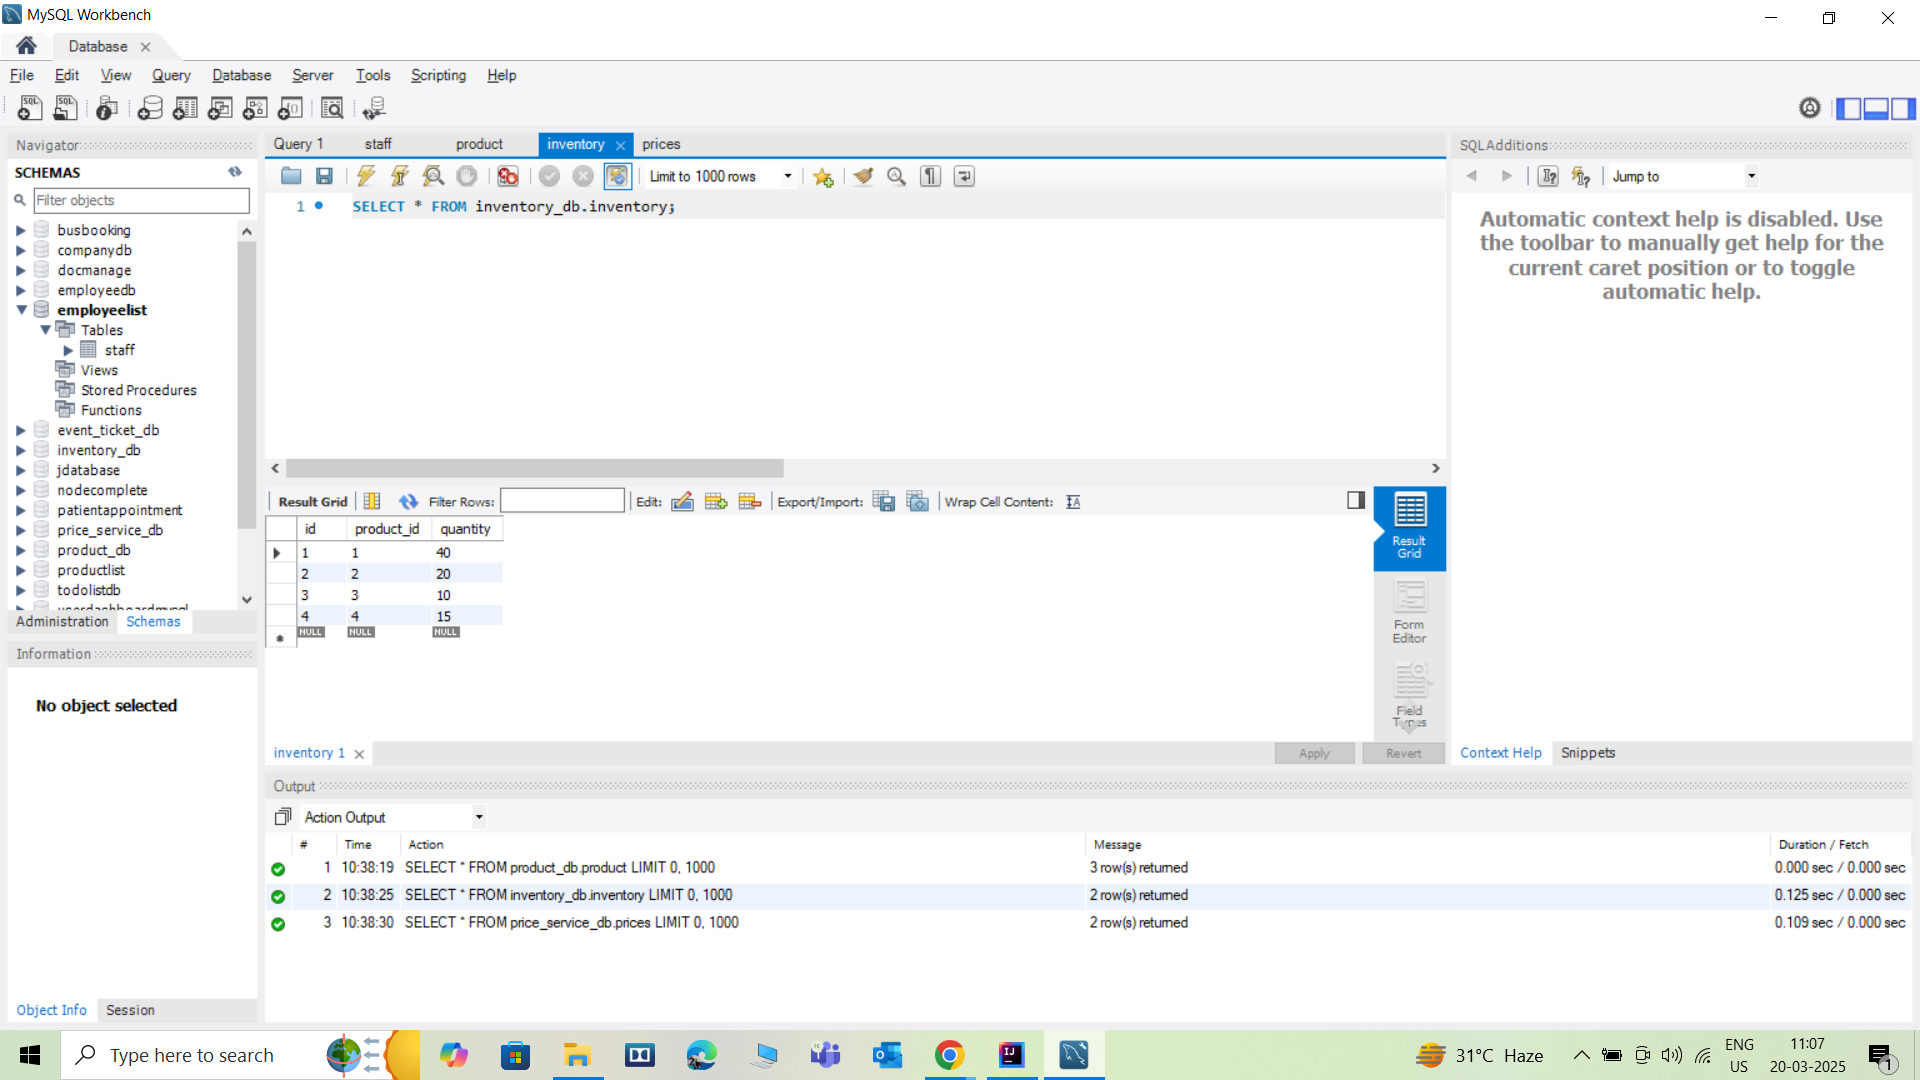 MySQL Workbench
Database
File Edit View Query Database Server Tools Scripting Help
Navigator
SCHEMAS
Filter objects
busbooking
companydb
docmanage
employeedb
employeelist
Tables
staff
Views
Stored Procedures
Functions
event_ticket_db
inventory_db
jdatabase
nodecomplete
patientappointment
price_service_db
product_db
productlist
todolistdb
Administration Schemas
Information
No object selected
Object Info Session
Query 1 staff product inventory prices
Limit to 1000 rows
1 SELECT * FROM inventory_db.inventory;
Result Grid Filter Rows: Edit: Export/Import: Wrap Cell Content:
id product_id quantity
1 1 40
2 2 20
3 3 10
4 4 15
NULL NULL NULL
Result
Grid
Form
Editor
Field
Types
inventory 1 Apply Revert
SQLAdditions
Jump to
Automatic context help is disabled. Use
the toolbar to manually get help for the
current caret position or to toggle
automatic help.
Context Help Snippets
Output
Action Output
# Time Action Message Duration / Fetch
1 10:38:19 SELECT * FROM product_db.product LIMIT 0, 1000 3 row(s) returned 0.000 sec / 0.000 sec
2 10:38:25 SELECT * FROM inventory_db.inventory LIMIT 0, 1000 2 row(s) returned 0.125 sec / 0.000 sec
3 10:38:30 SELECT * FROM price_service_db.prices LIMIT 0, 1000 2 row(s) returned 0.109 sec / 0.000 sec
Type here to search
31°C Haze
ENG
US
11:07
20-03-2025
1